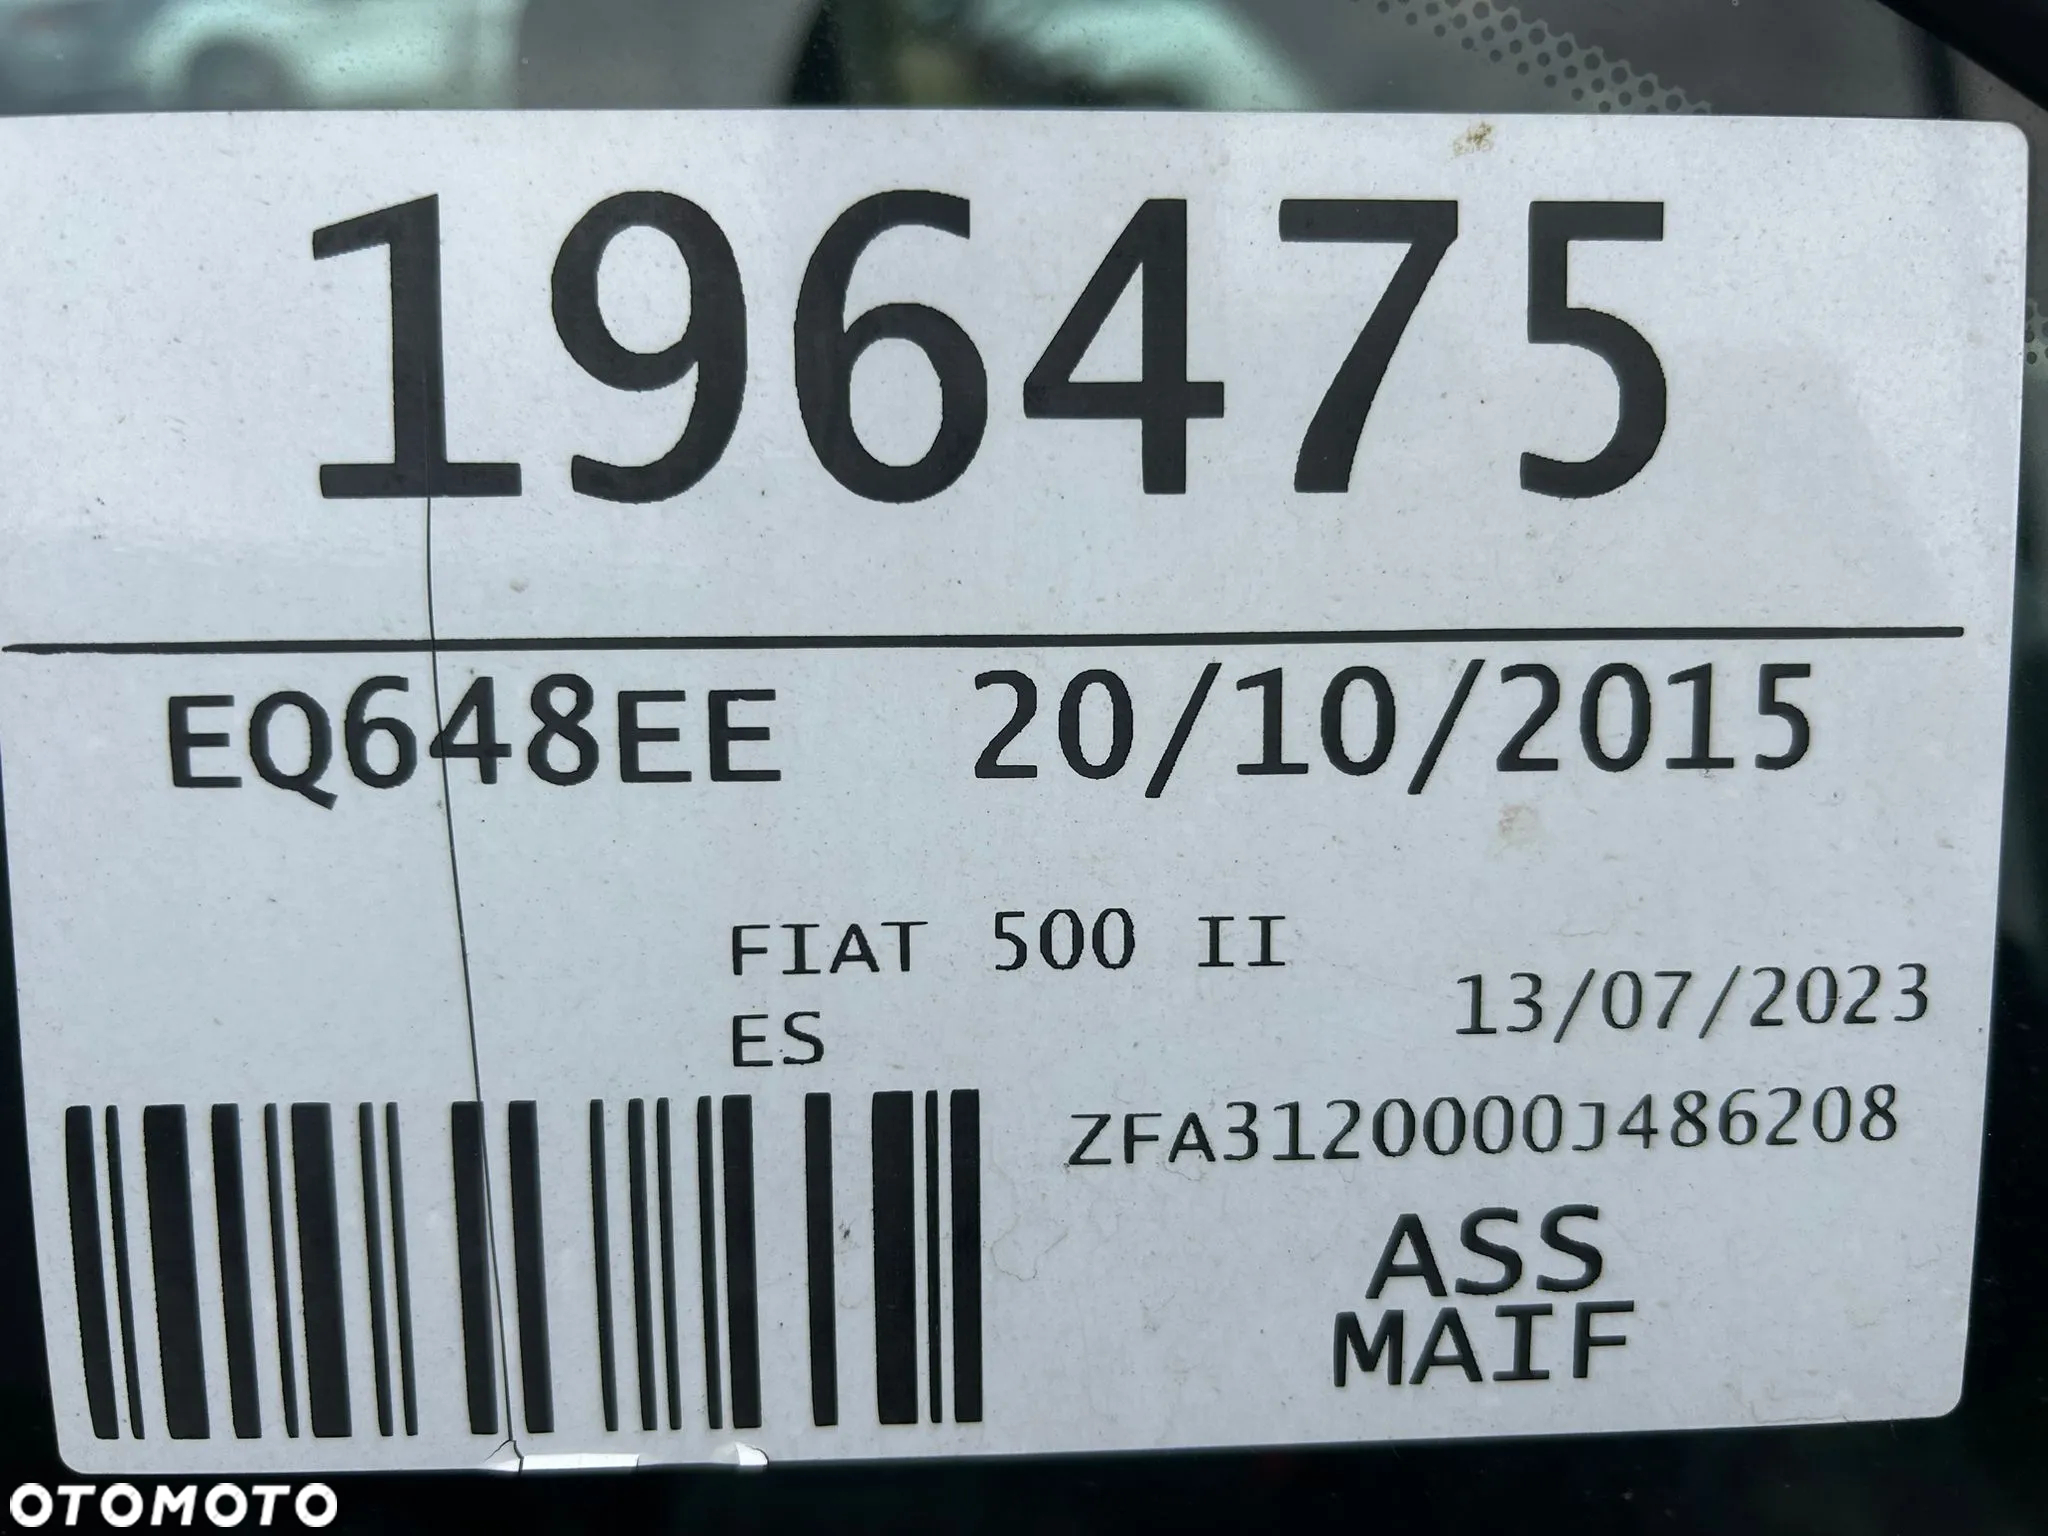 196475
EQ648EE 20/10/2015
FIAT 500 II
ES
13/07/2023
ZFA3120000J486208
ASS
MAIF
OTOMOTO